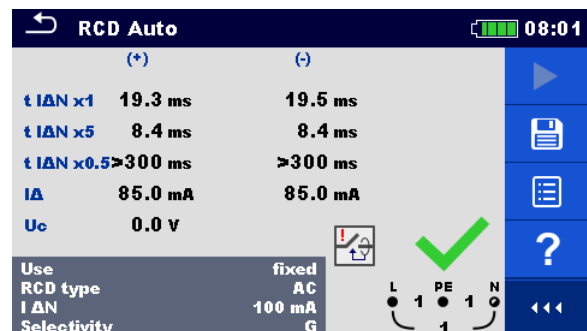 RCD Auto 08:01
(+) (-)
t IΔN x1 19.3 ms 19.5 ms
t IΔN x5 8.4 ms 8.4 ms
t IΔN x0.5 >300 ms >300 ms
IΔ 85.0 mA 85.0 mA
Uc 0.0 V
!
?
Use fixed
RCD type AC
I ΔN 100 mA
Selectivity G
L PE N
1 1
1